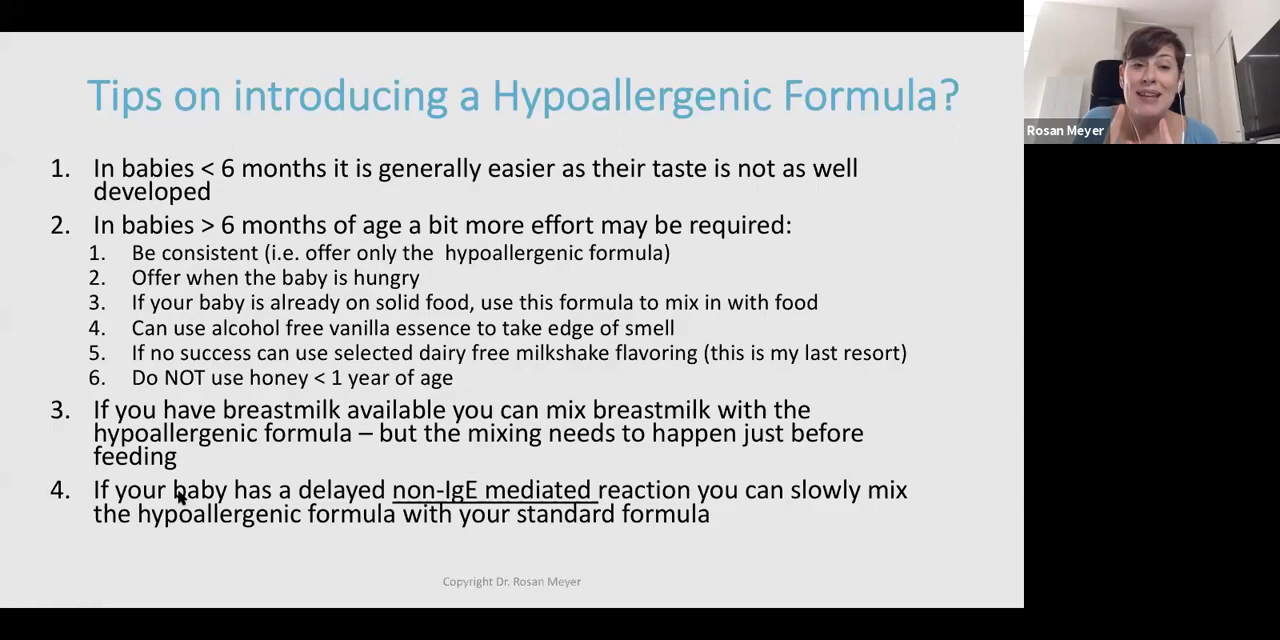 Tips on introducing a Hypoallergenic Formula?
Rosan Meyer
1. In babies < 6 months it is generally easier as their taste is not as well
developed
2. In babies > 6 months of age a bit more effort may be required:
1. Be consistent (i.e. offer only the hypoallergenic formula)
2. Offer when the baby is hungry
3. If your baby is already on solid food, use this formula to mix in with food
4. Can use alcohol free vanilla essence to take edge of smell
5. If no success can use selected dairy free milkshake flavoring (this is my last resort)
6. Do NOT use honey < 1 year of age
3. If you have breastmilk available you can mix breastmilk with the
hypoallergenic formula – but the mixing needs to happen just before
feeding
4. If your baby has a delayed non-IgE mediated reaction you can slowly mix
the hypoallergenic formula with your standard formula
Copyright Dr. Rosan Meyer